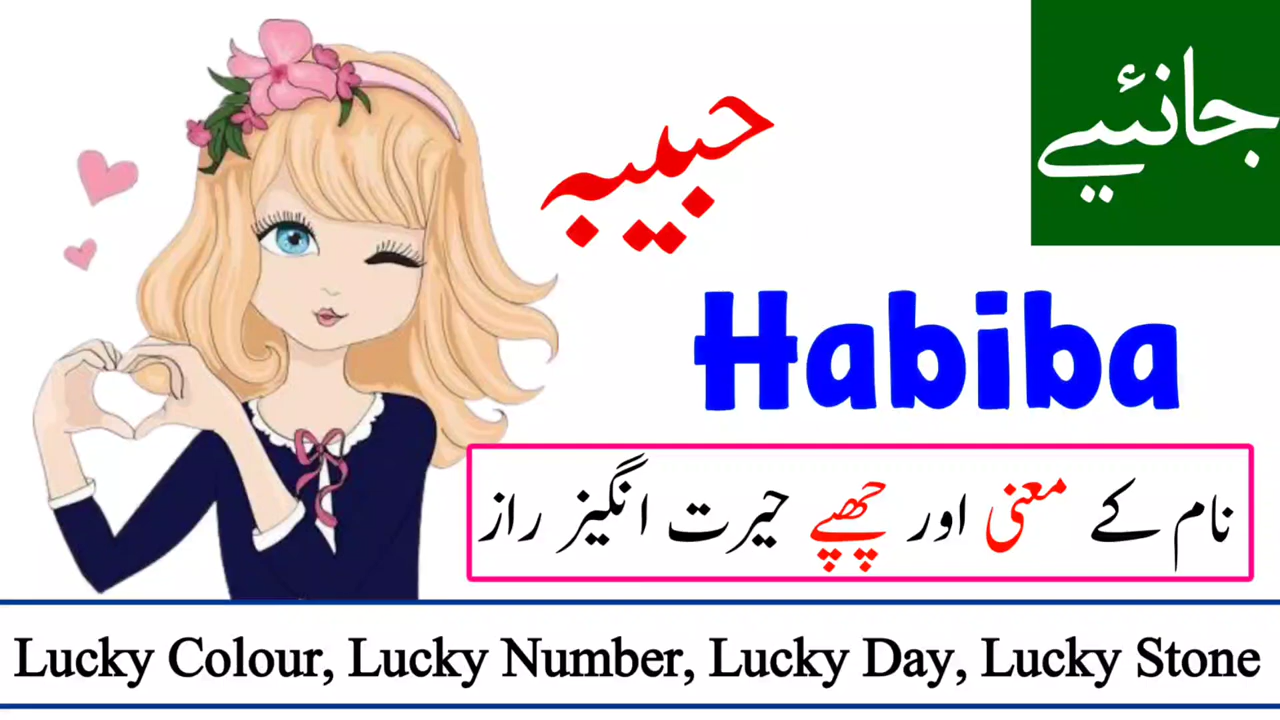 جانئیے
حبیبہ
Habiba
نام کے معنی اور چھپے حیرت انگیز راز
Lucky Colour, Lucky Number, Lucky Day, Lucky Stone